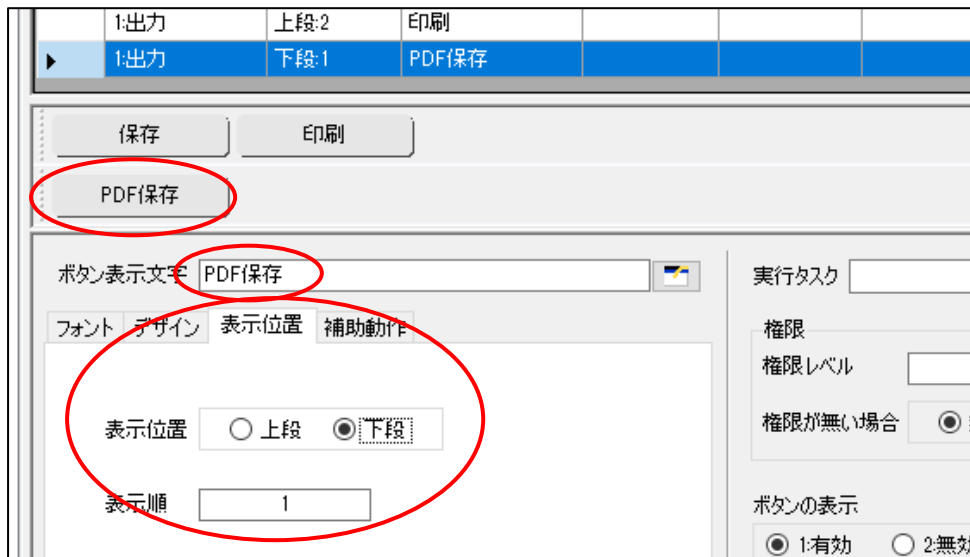 1:出力 上段:2 印刷
1:出力 下段:1 PDF保存
保存 印刷
PDF保存
ボタン表示文字 PDF保存 実行タスク
フォント デザイン 表示位置 補助動作
権限
権限レベル
表示位置 上段 下段
権限が無い場合
表示順 1
ボタンの表示
1:有効 2:無効